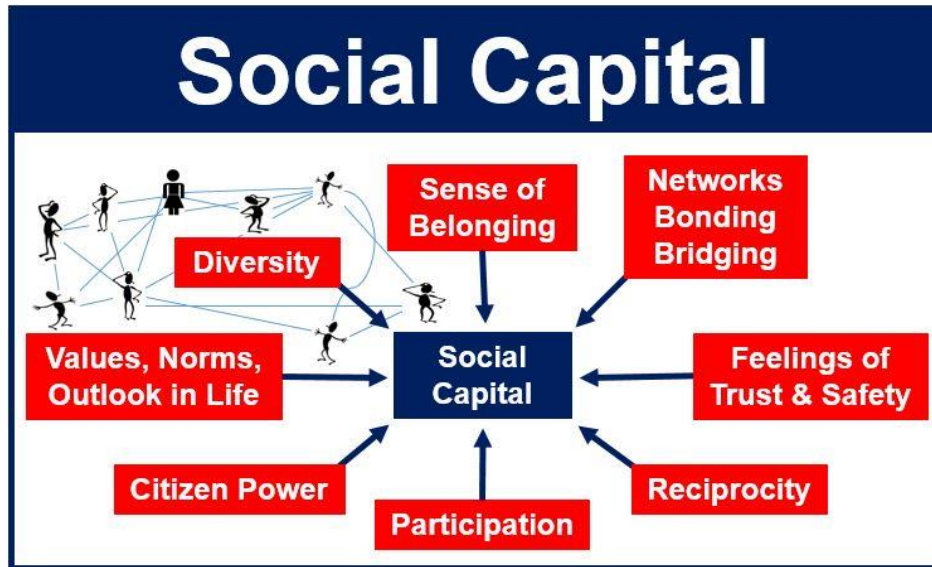 Social Capital
Sense of
Belonging
Networks
Bonding
Bridging
Diversity
Values, Norms,
Outlook in Life
Social
Capital
Feelings of
Trust & Safety
Citizen Power
Participation
Reciprocity